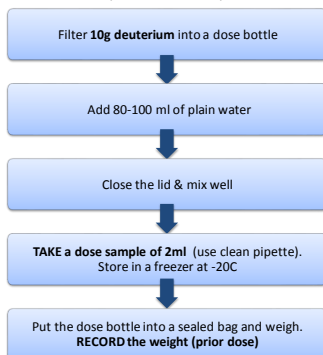 Filter 10g deuterium into a dose bottle
Add 80-100 ml of plain water
Close the lid & mix well
TAKE a dose sample of 2ml (use clean pipette).
Store in a freezer at -20C
Put the dose bottle into a sealed bag and weigh.
RECORD the weight (prior dose)